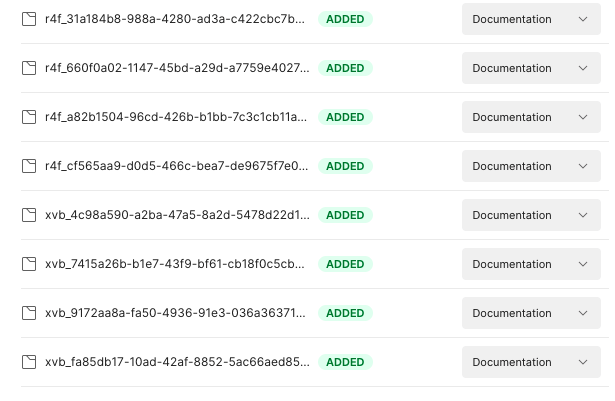 r4f_31a184b8-988a-4280-ad3a-c422cbc7b... ADDED Documentation
r4f_660f0a02-1147-45bd-a29d-a7759e4027... ADDED Documentation
r4f_a82b1504-96cd-426b-b1bb-7c3c1cb11a... ADDED Documentation
r4f_cf565aa9-d0d5-466c-bea7-de9675f7e0... ADDED Documentation
xvb_4c98a590-a2ba-47a5-8a2d-5478d22d1... ADDED Documentation
xvb_7415a26b-b1e7-43f9-bf61-cb18f0c5cb... ADDED Documentation
xvb_9172aa8a-fa50-4936-91e3-036a36371... ADDED Documentation
xvb_fa85db17-10ad-42af-8852-5ac66aed85... ADDED Documentation